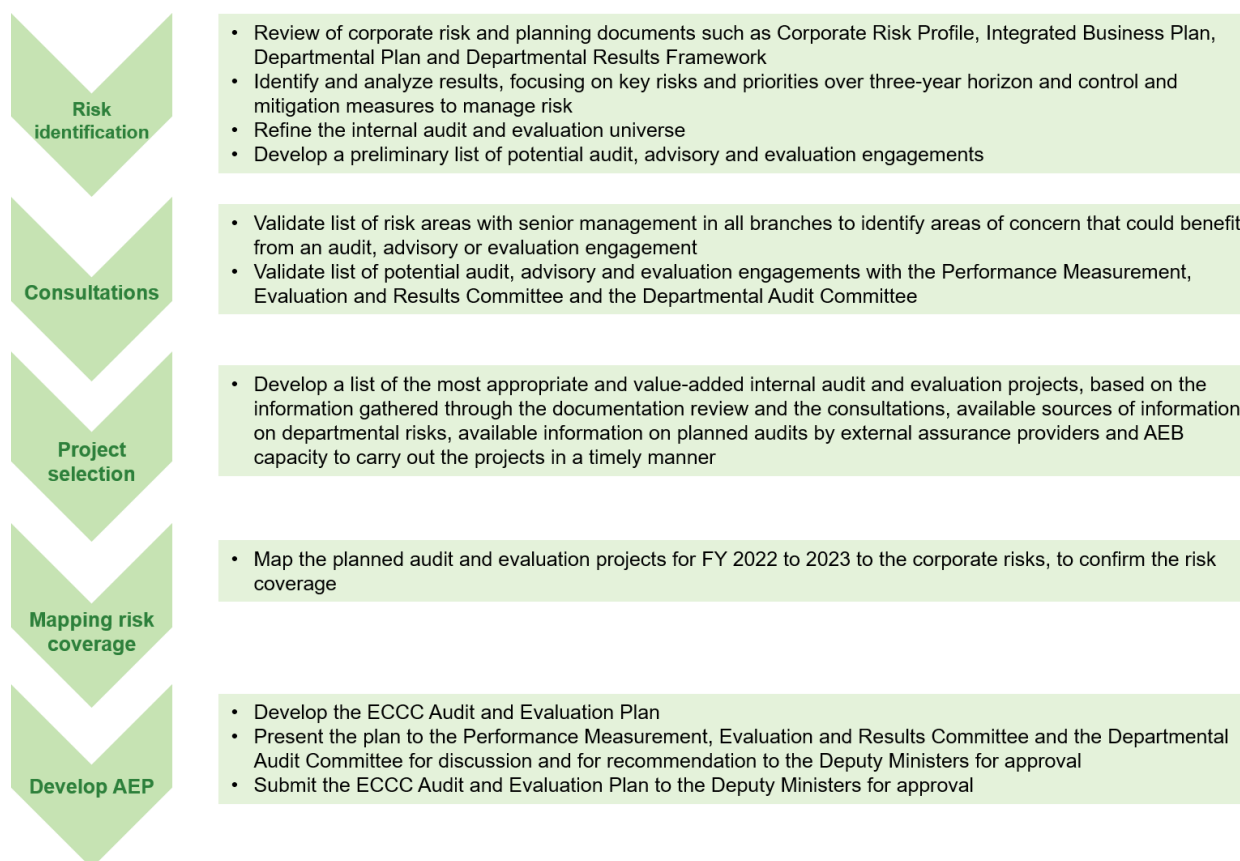 Risk
identification
• Review of corporate risk and planning documents such as Corporate Risk Profile, Integrated Business Plan,
Departmental Plan and Departmental Results Framework
• Identify and analyze results, focusing on key risks and priorities over three-year horizon and control and
mitigation measures to manage risk
• Refine the internal audit and evaluation universe
• Develop a preliminary list of potential audit, advisory and evaluation engagements
Consultations
• Validate list of risk areas with senior management in all branches to identify areas of concern that could benefit
from an audit, advisory or evaluation engagement
• Validate list of potential audit, advisory and evaluation engagements with the Performance Measurement,
Evaluation and Results Committee and the Departmental Audit Committee
Project
selection
• Develop a list of the most appropriate and value-added internal audit and evaluation projects, based on the
information gathered through the documentation review and the consultations, available sources of information
on departmental risks, available information on planned audits by external assurance providers and AEB
capacity to carry out the projects in a timely manner
Mapping risk
coverage
• Map the planned audit and evaluation projects for FY 2022 to 2023 to the corporate risks, to confirm the risk
coverage
Develop AEP
• Develop the ECCC Audit and Evaluation Plan
• Present the plan to the Performance Measurement, Evaluation and Results Committee and the Departmental
Audit Committee for discussion and for recommendation to the Deputy Ministers for approval
• Submit the ECCC Audit and Evaluation Plan to the Deputy Ministers for approval